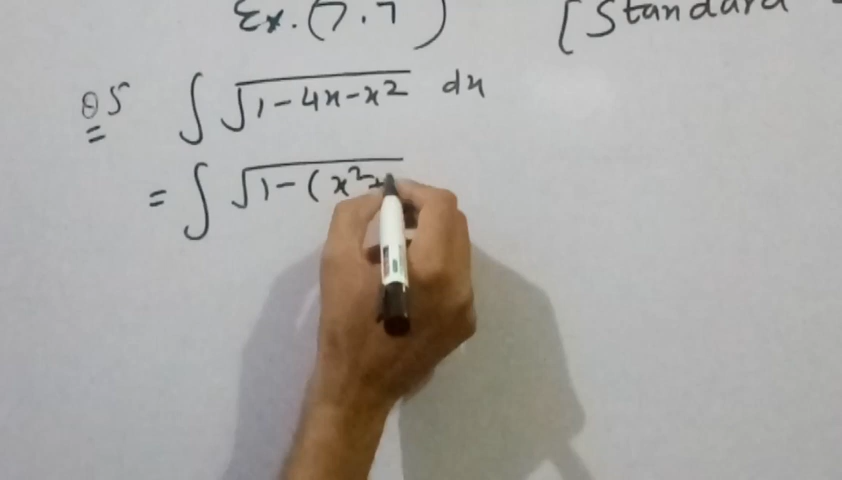 Ex. (7.7) [Standard
Q5 ∫ √1-4x-x² dx
= ∫ √1-(x²+